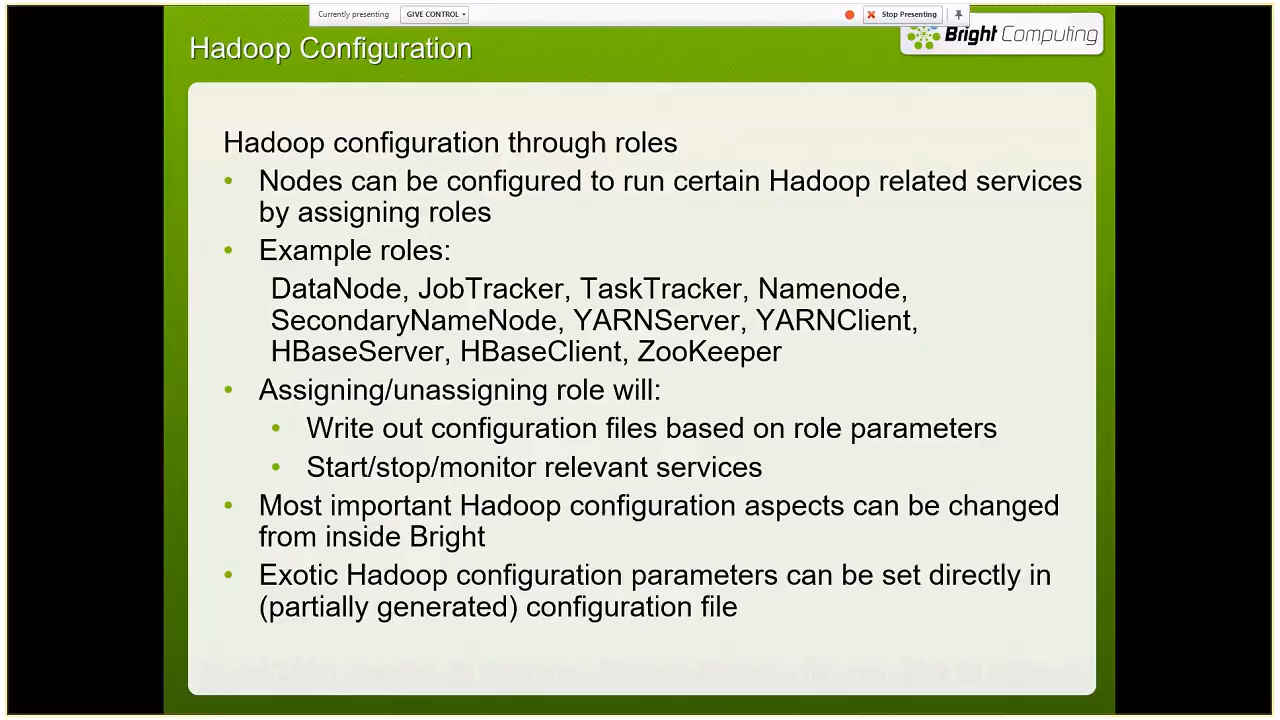 Currently presenting GIVE CONTROL Stop Presenting
Hadoop Configuration
Bright Computing
Hadoop configuration through roles
• Nodes can be configured to run certain Hadoop related services
by assigning roles
• Example roles:
DataNode, JobTracker, TaskTracker, Namenode,
SecondaryNameNode, YARNServer, YARNClient,
HBaseServer, HBaseClient, ZooKeeper
• Assigning/unassigning role will:
• Write out configuration files based on role parameters
• Start/stop/monitor relevant services
• Most important Hadoop configuration aspects can be changed
from inside Bright
• Exotic Hadoop configuration parameters can be set directly in
(partially generated) configuration file